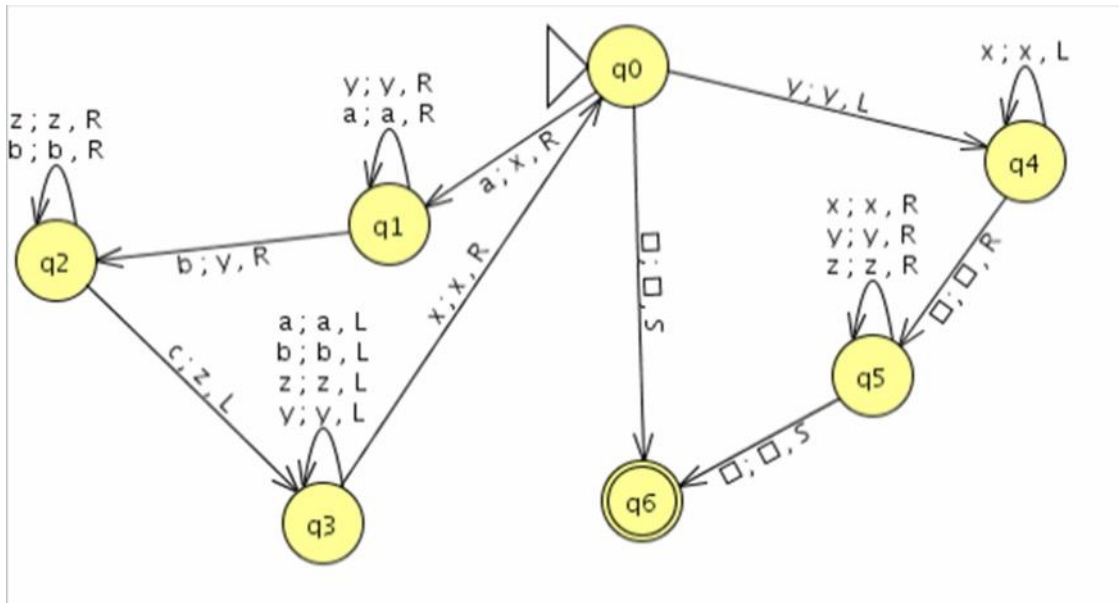 q0
x ; x , L
y ; y , R
a ; a , R
z ; z , R
b ; b , R
y ; y , L
a ; x , R
q4
q1
x ; x , R
y ; y , R
z ; z , R
b ; y , R
q2
x ; x , R
□ ; □ , S
□ ; □ , R
a ; a , L
b ; b , L
z ; z , L
y ; y , L
c ; z , L
q5
□ ; □ , S
q6
q3